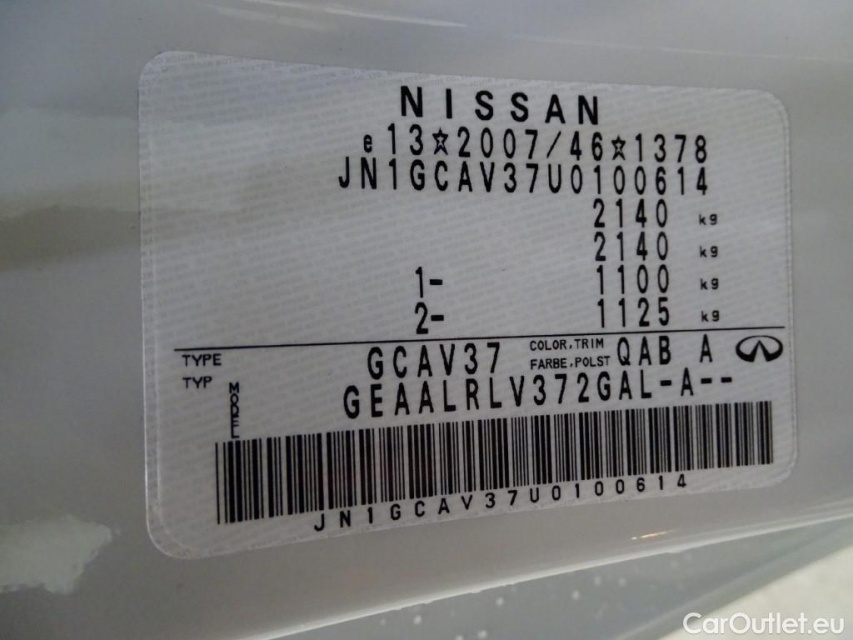 NISSAN
e13☆2007/46☆1378
JN1GCAV37U0100614
2140 kg
2140 kg
1- 1100 kg
2- 1125 kg
TYPE GCAV37 COLOR,TRIM QAB A
TYP FARBE,POLST
MODEL GEAALRLV372GAL-A--
JN1GCAV37U0100614
CarOutlet.eu